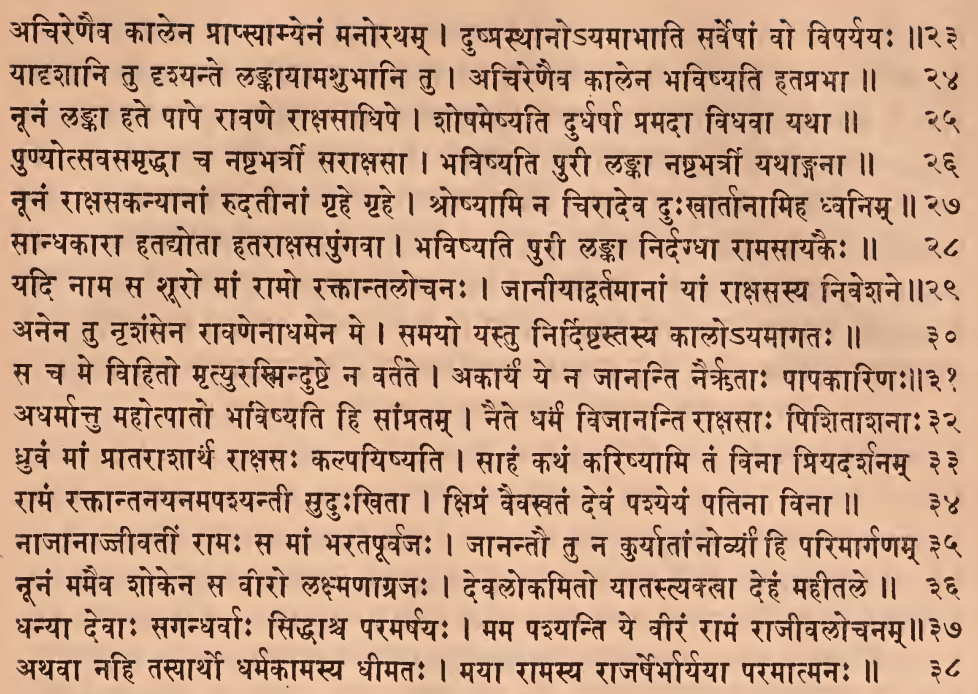 अचिरेणैव कालेन प्राप्स्याम्येनं मनोरथम् । दुष्प्रस्थानोऽयमाभाति सर्वेषां वो विपर्ययः ॥२३
यादृशानि तु दृश्यन्ते लङ्कायामशुभानि तु । अचिरेणैव कालेन भविष्यति हतप्रभा ॥ २४
नूनं लङ्का हते पापे रावणे राक्षसाधिपे । शोषमेष्यति दुर्धर्षा प्रमदा विधवा यथा ॥ २५
पुण्योत्सवसमृद्धा च नष्टभर्त्री सराक्षसा । भविष्यति पुरी लङ्का नष्टभर्त्री यथाङ्गना ॥ २६
नूनं राक्षसकन्यानां रुदतीनां गृहे गृहे । श्रोष्यामि न चिरादेव दुःखार्तानामिह ध्वनिम् ॥ २७
सान्धकारा हतद्योता हतराक्षसपुंगवा । भविष्यति पुरी लङ्का निर्दग्धा रामसायकैः ॥ २८
यदि नाम स शूरो मां रामो रक्तान्तलोचनः । जानीयाद्वर्तमानां यां राक्षसस्य निवेशने॥२९
अनेन तु नृशंसेन रावणेनाधमेन मे । समयो यस्तु निर्दिष्टस्तस्य कालोऽयमागतः ॥ ३०
स च मे विहितो मृत्युरस्मिन्दुष्टे न वर्तते । अकार्यं ये न जानन्ति नैर्ऋताः पापकारिणः॥३१
अधर्मात्तु महोत्पातो भविष्यति हि सांप्रतम् । नैते धर्मं विजानन्ति राक्षसाः पिशिताशनाः ३२
ध्रुवं मां प्रातराशार्थं राक्षसः कल्पयिष्यति । साहं कथं करिष्यामि तं विना प्रियदर्शनम् ३३
रामं रक्तान्तनयनमपश्यन्ती सुदुःखिता । क्षिप्रं वैवस्वतं देवं पश्येयं पतिना विना ॥ ३४
नाजानाज्जीवतीं रामः स मां भरतपूर्वजः । जानन्तौ तु न कुर्यातां नोर्व्यां हि परिमार्गणम् ३५
नूनं ममैव शोकेन स वीरो लक्ष्मणाग्रजः । देवलोकमितो यातस्त्यक्त्वा देहं महीतले ॥ ३६
धन्या देवाः सगन्धर्वाः सिद्धाश्च परमर्षयः । मम पश्यन्ति ये वीरं रामं राजीवलोचनम्॥३७
अथवा नहि तस्यार्थो धर्मकामस्य धीमतः । मया रामस्य राजर्षेर्भार्यया परमात्मनः ॥ ३८